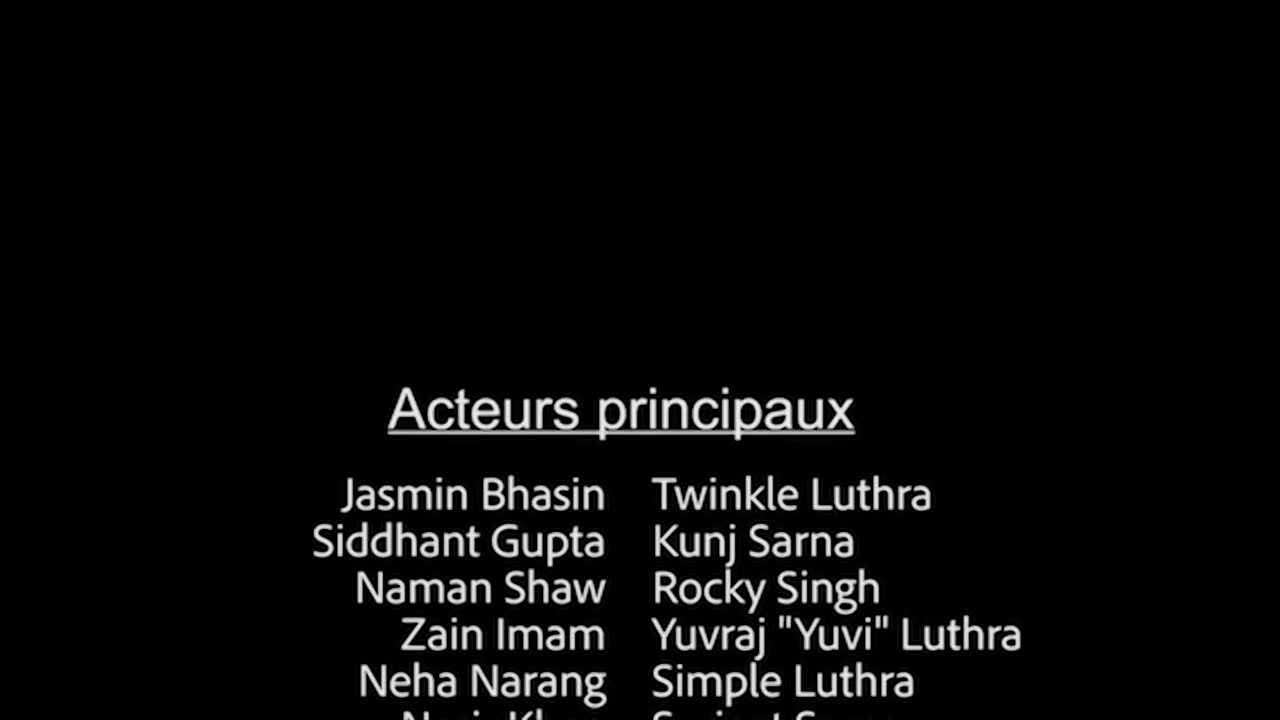 Acteurs principaux
Jasmin Bhasin Twinkle Luthra
Siddhant Gupta Kunj Sarna
Naman Shaw Rocky Singh
Zain Imam Yuvraj "Yuvi" Luthra
Neha Narang Simple Luthra